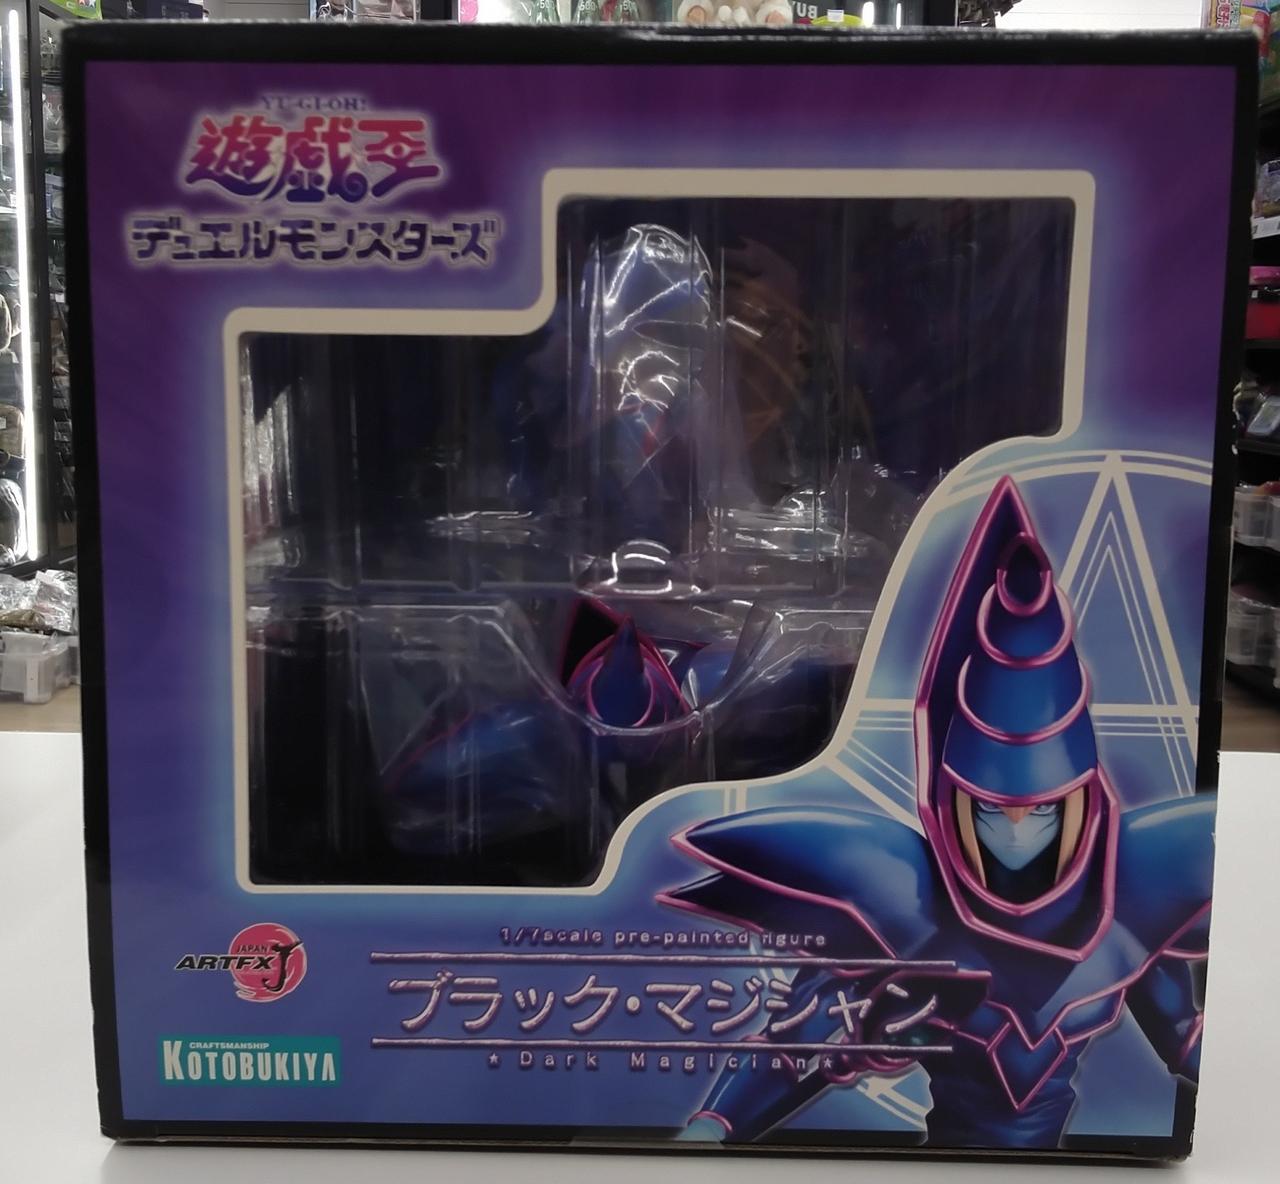 YU-GI-OH!
遊戯王
デュエルモンスターズ
1/7scale pre-painted figure
ブラック・マジシャン
★Dark Magician★
JAPAN
ARTFX J
CRAFTSMANSHIP
KOTOBUKIYA